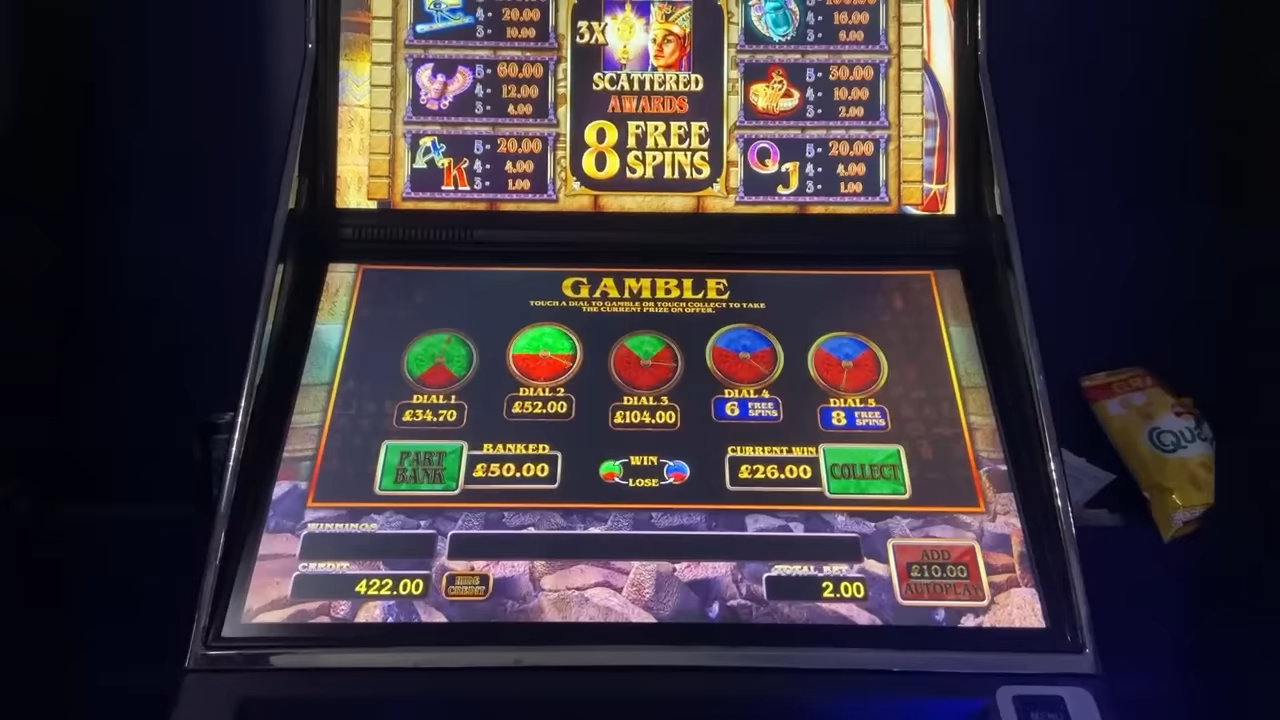 4- 20.00
3- 10.00
5- 60.00
4- 12.00
3- 4.00
A K
5- 20.00
4- 4.00
3- 1.00
3X
SCATTERED
AWARDS
8 FREE
SPINS
4- 16.00
3- 6.00
5- 30.00
4- 10.00
3- 2.00
Q J
5- 20.00
4- 4.00
3- 1.00
GAMBLE
TOUCH A DIAL TO GAMBLE OR TOUCH COLLECT TO TAKE
THE CURRENT PRIZE ON OFFER.
DIAL 1
£34.70
DIAL 2
£52.00
DIAL 3
£104.00
DIAL 4
6 FREE
SPINS
DIAL 5
8 FREE
SPINS
PART
BANK
BANKED
£50.00
WIN
LOSE
CURRENT WIN
£26.00
COLLECT
WINNINGS
CREDIT
422.00
HIDE
CREDIT
TOTAL BET
2.00
ADD
£10.00
AUTOPLAY
MENU